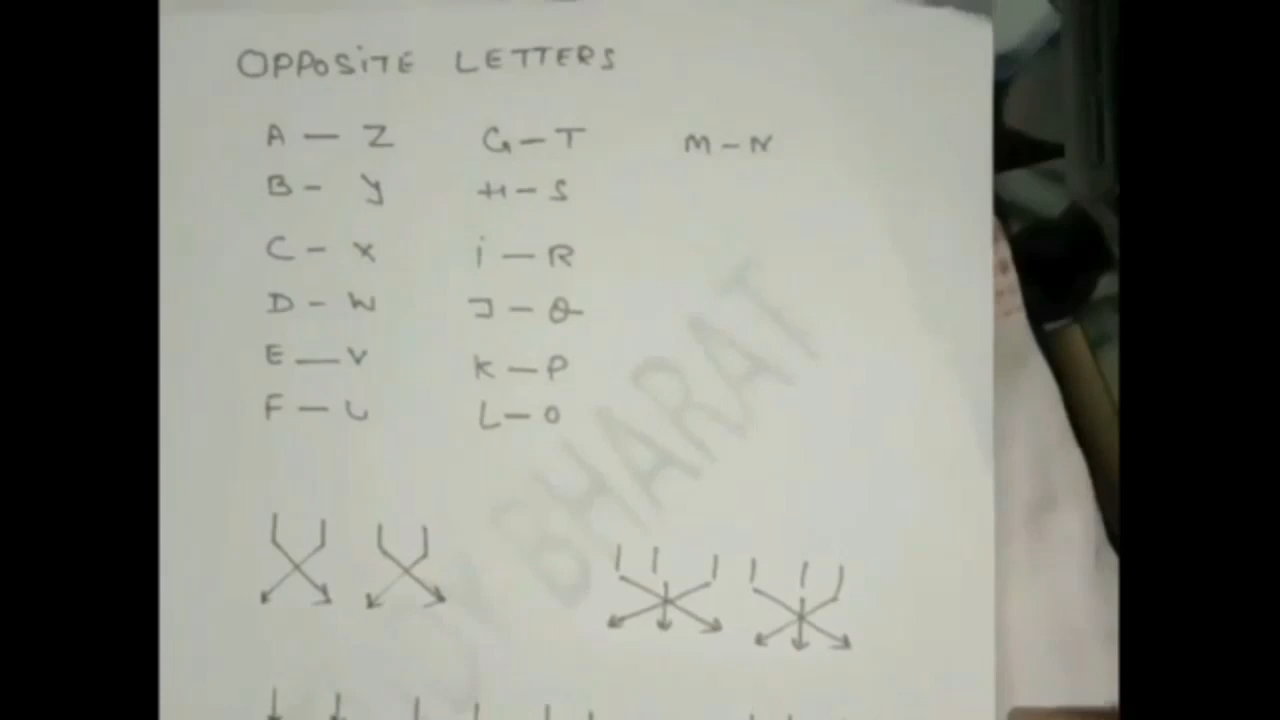 OPPOSITE LETTERS
A — Z G — T M - N
B - Y H - S
C - X i — R
D - W J - Q
E — V K — P
F — U L - O
BHARAT